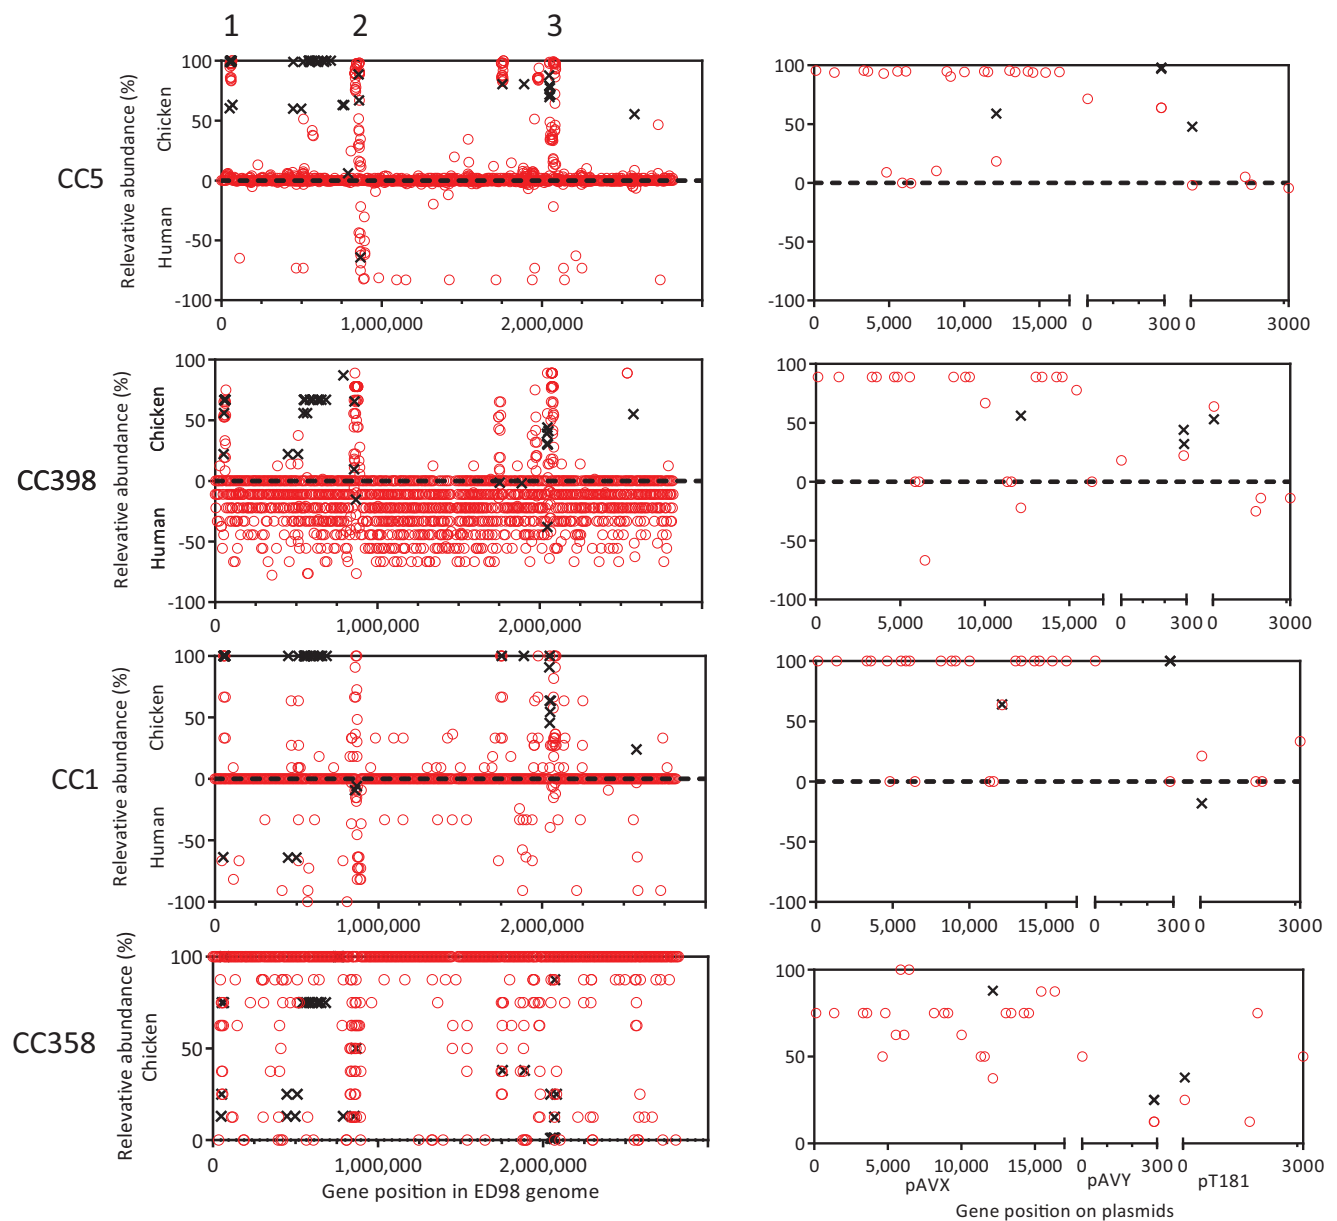 1 2 3
CC5
Relevative abundance (%)
Human Chicken
100
50
0
-50
-100
0 1,000,000 2,000,000
100
50
0
-50
-100
0 5,000 10,000 15,000 0 300 0 3000
CC398
Relevative abundance (%)
Human Chicken
100
50
0
-50
-100
0 1,000,000 2,000,000
100
50
0
-50
-100
0 5,000 10,000 15,000 0 300 0 3000
CC1
Relevative abundance (%)
Human Chicken
100
50
0
-50
-100
0 1,000,000 2,000,000
100
50
0
-50
-100
0 5,000 10,000 15,000 0 300 0 3000
CC358
Relevative abundance (%)
Chicken
100
50
0
0 1,000,000 2,000,000
Gene position in ED98 genome
100
50
0
0 5,000 10,000 15,000 0 300 0 3000
pAVX pAVY pT181
Gene position on plasmids